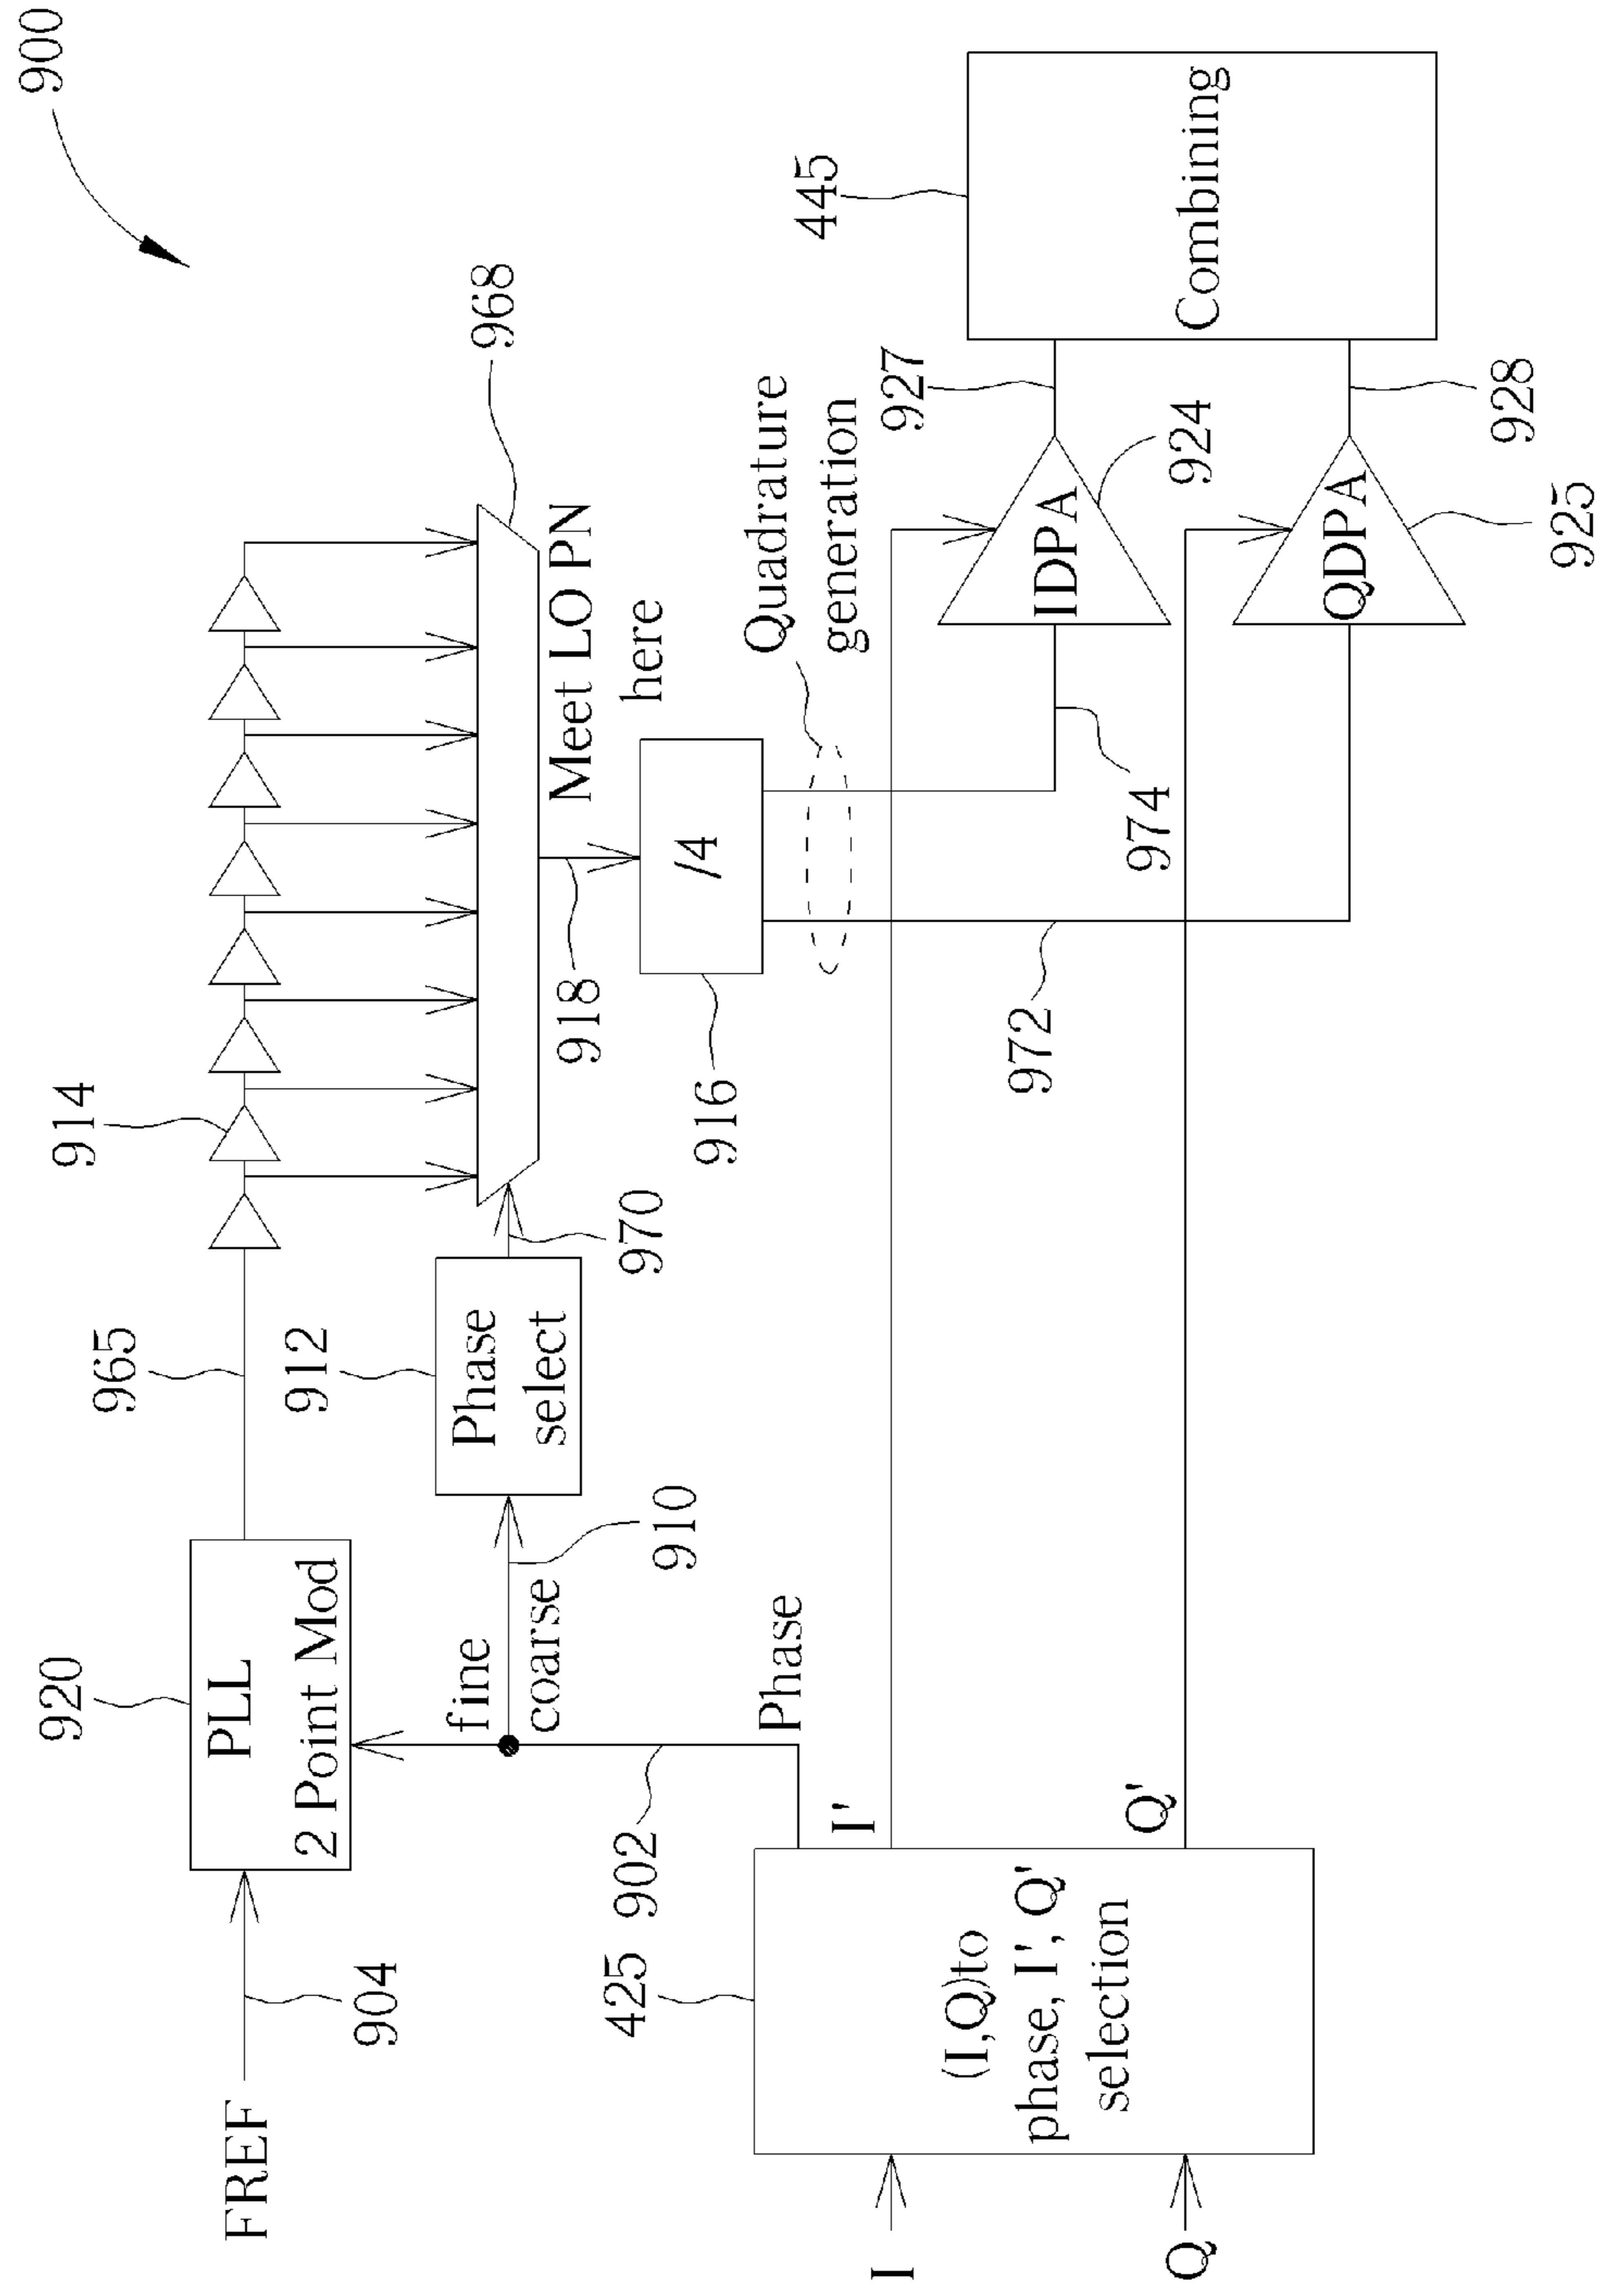 900
920
965
914
968
FREF
904
PLL
2 Point Mod
912
Phase
select
970
fine
coarse
910
918
Meet LO PN
here
916
/4
Quadrature
generation
902
Phase
425
I
Q
(I,Q)to
phase, I', Q'
selection
I'
Q'
972
974
IDPA
924
QDPA
925
927
928
445
Combining